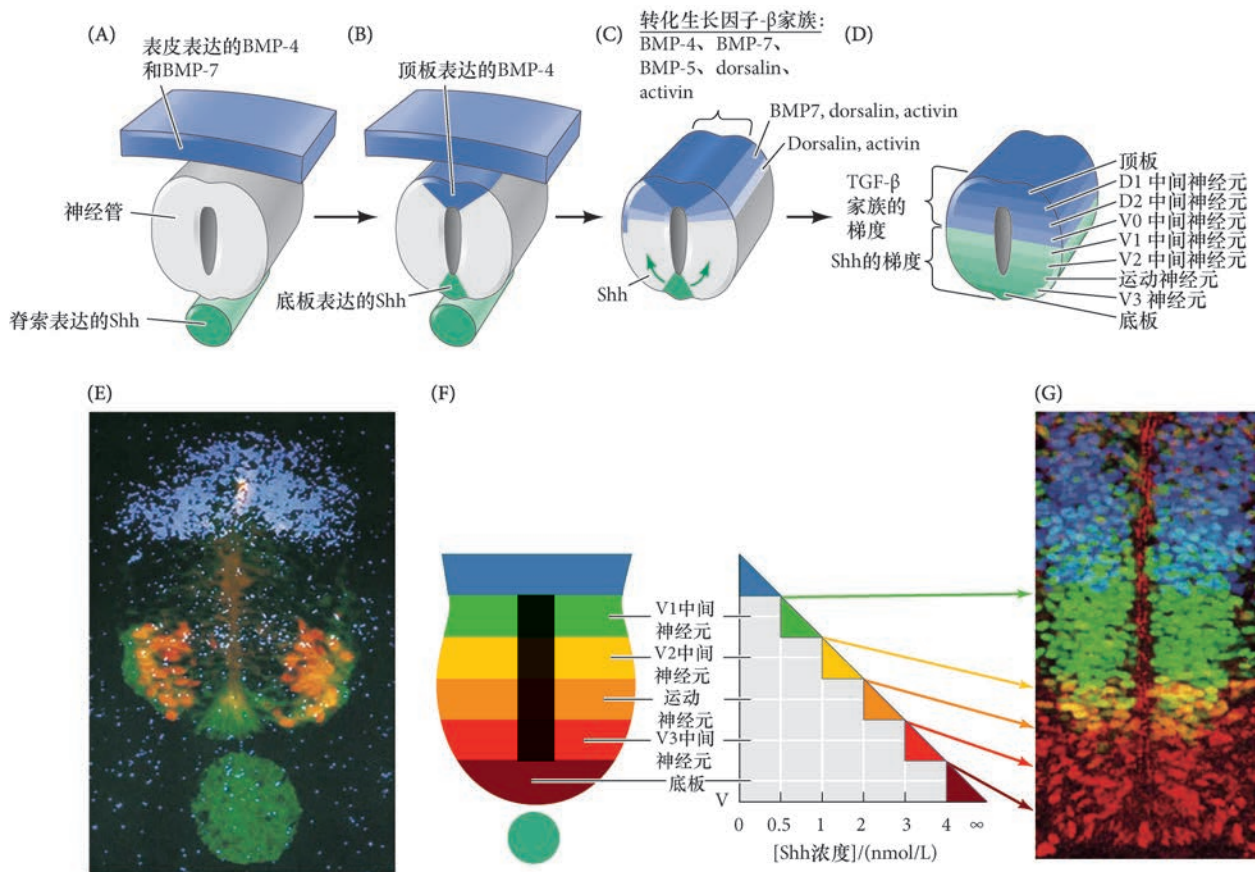 (A)
表皮表达的BMP-4
和BMP-7
神经管
脊索表达的Shh
(B)
顶板表达的BMP-4
底板表达的Shh
(C)
转化生长因子-β家族:
BMP-4、BMP-7、
BMP-5、dorsalin、
activin
BMP7, dorsalin, activin
Dorsalin, activin
Shh
(D)
TGF-β
家族的
梯度
Shh的梯度
顶板
D1 中间神经元
D2 中间神经元
V0 中间神经元
V1 中间神经元
V2 中间神经元
运动神经元
V3 神经元
底板
(E)
(F)
V1中间
神经元
V2中间
神经元
运动
神经元
V3中间
神经元
底板
V
0 0.5 1 2 3 4 ∞
[Shh浓度]/(nmol/L)
(G)